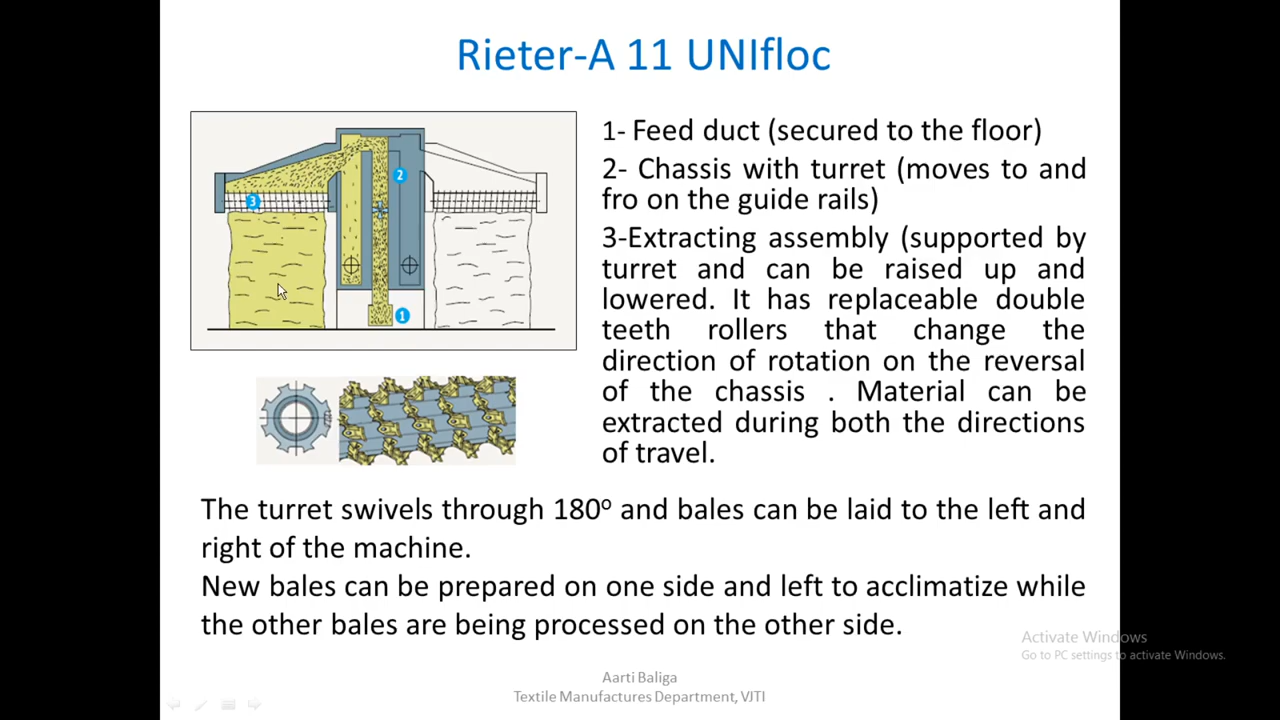 Rieter-A 11 UNIfloc
3
2
1
1- Feed duct (secured to the floor)
2- Chassis with turret (moves to and
fro on the guide rails)
3-Extracting assembly (supported by
turret and can be raised up and
lowered. It has replaceable double
teeth rollers that change the
direction of rotation on the reversal
of the chassis . Material can be
extracted during both the directions
of travel.
The turret swivels through 180º and bales can be laid to the left and
right of the machine.
New bales can be prepared on one side and left to acclimatize while
the other bales are being processed on the other side.
Activate Windows
Go to PC settings to activate Windows.
Aarti Baliga
Textile Manufactures Department, VJTI